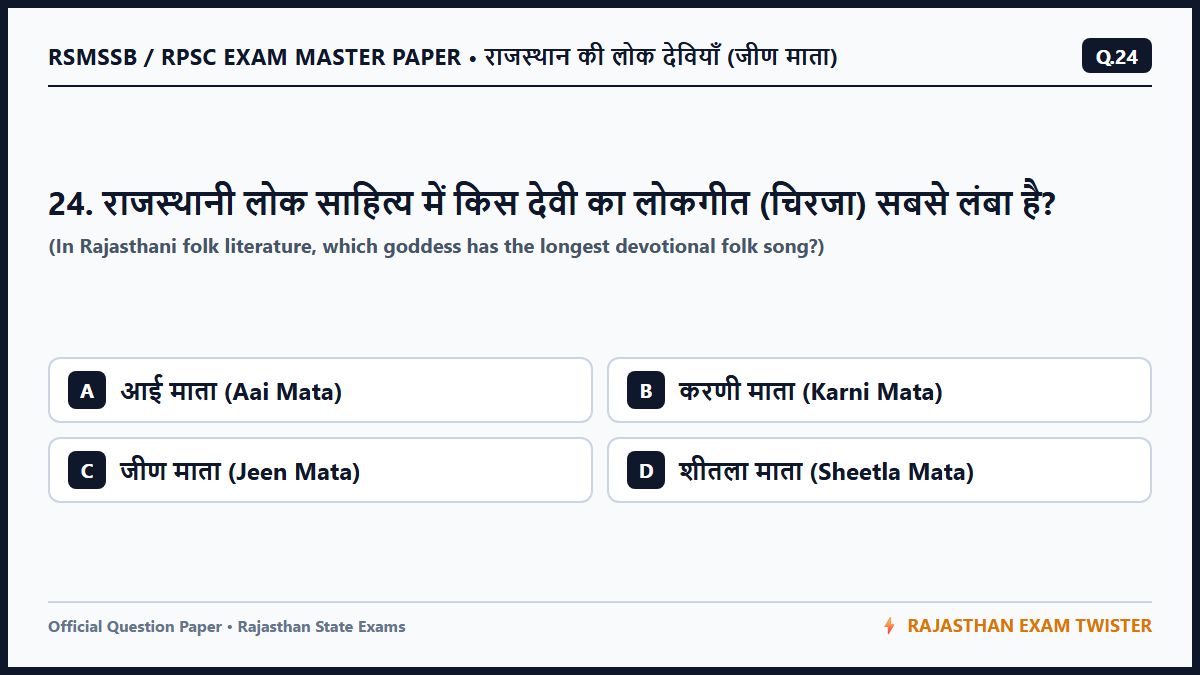 RSMSSB / RPSC EXAM MASTER PAPER • राजस्थान की लोक देवियाँ (जीण माता)
Q.24
24. राजस्थानी लोक साहित्य में किस देवी का लोकगीत (चिरजा) सबसे लंबा है?
(In Rajasthani folk literature, which goddess has the longest devotional folk song?)
A आई माता (Aai Mata)
B करणी माता (Karni Mata)
C जीण माता (Jeen Mata)
D शीतला माता (Sheetla Mata)
Official Question Paper • Rajasthan State Exams
RAJASTHAN EXAM TWISTER